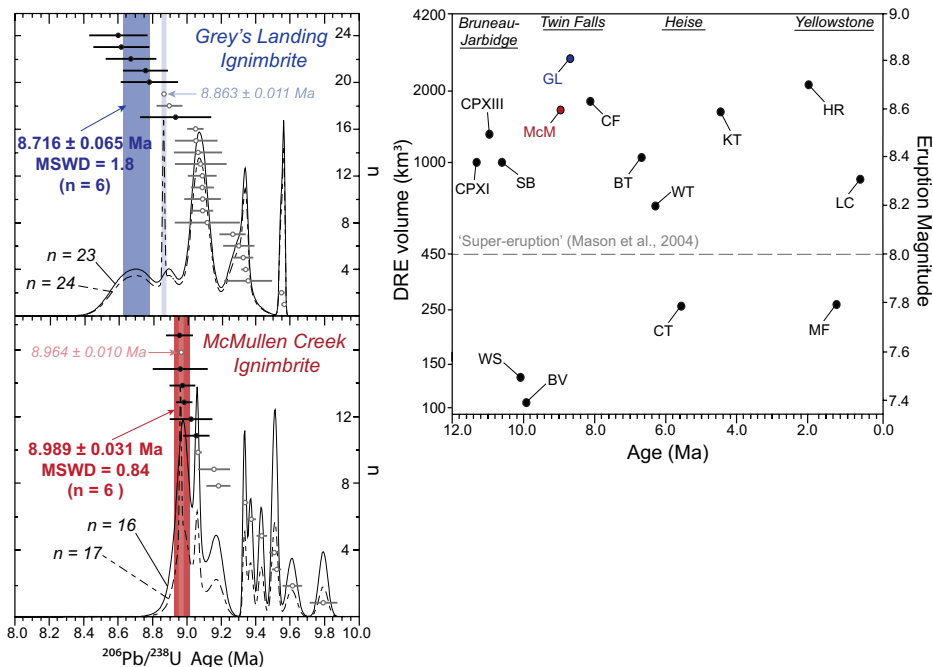 Grey's Landing
Ignimbrite
8.863 ± 0.011 Ma
8.716 ± 0.065 Ma
MSWD = 1.8
(n = 6)
n = 23
n = 24
24
20
16
12
8
4
n
McMullen Creek
Ignimbrite
8.964 ± 0.010 Ma
8.989 ± 0.031 Ma
MSWD = 0.84
(n = 6 )
n = 16
n = 17
12
8
4
n
8.0 8.2 8.4 8.6 8.8 9.0 9.2 9.4 9.6 9.8 10.0
²⁰⁶Pb/²³⁸U Age (Ma)
Bruneau-
Jarbidge
Twin Falls
Heise
Yellowstone
4200
2000
1000
450
250
150
100
DRE volume (km³)
9.0
8.8
8.6
8.4
8.2
8.0
7.8
7.6
7.4
Eruption Magnitude
GL
CPXIII
McM
CF
KT
HR
CPXI
SB
BT
WT
LC
'Super-eruption' (Mason et al., 2004)
CT
MF
WS
BV
12.0 10.0 8.0 6.0 4.0 2.0 0.0
Age (Ma)